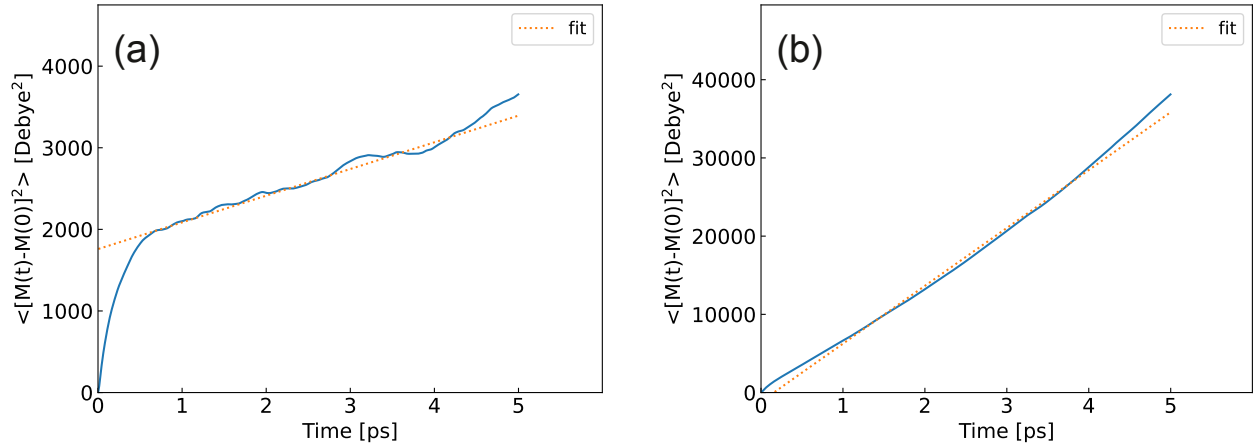 (a)
fit
<[M(t)-M(0)]²> [Debye²]
4000
3000
2000
1000
0
0 1 2 3 4 5
Time [ps]
(b)
fit
<[M(t)-M(0)]²> [Debye²]
40000
30000
20000
10000
0
0 1 2 3 4 5
Time [ps]